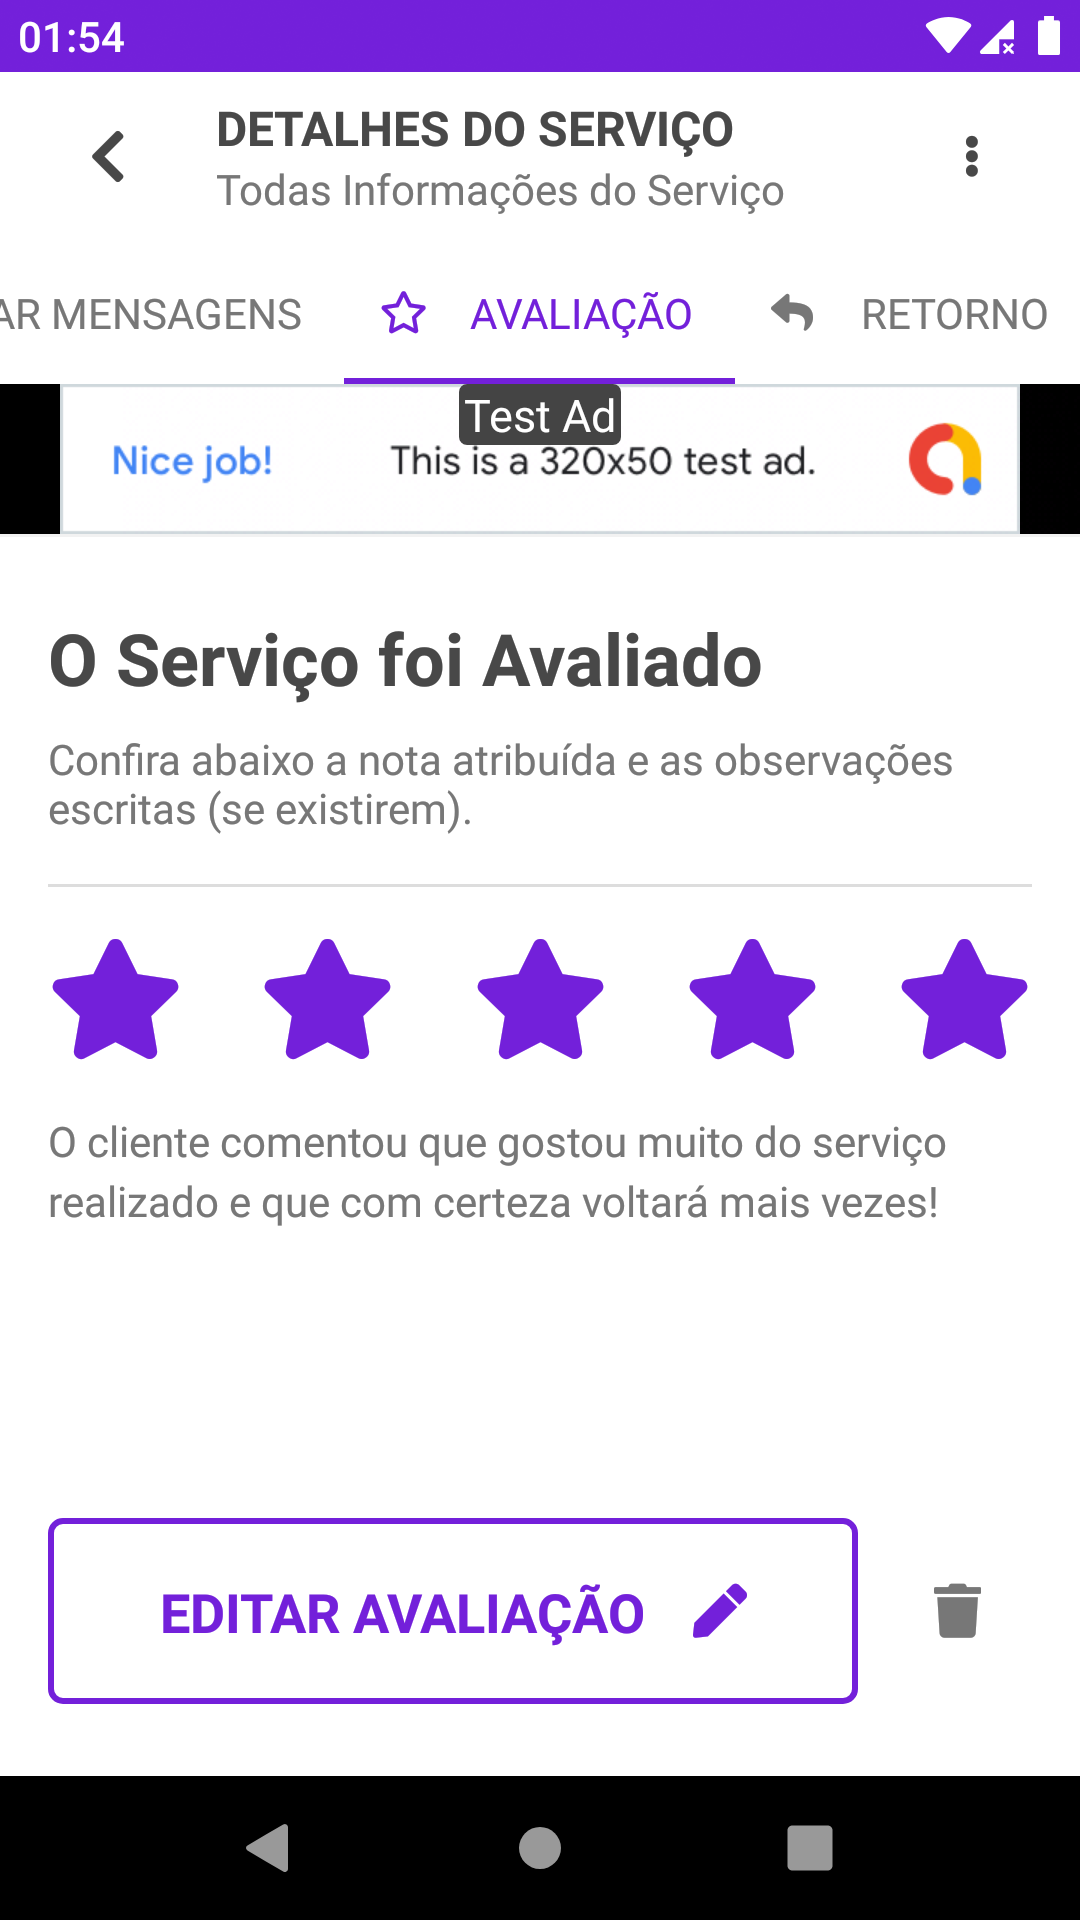 01:54
DETALHES DO SERVIÇO
Todas Informações do Serviço
AR MENSAGENS
AVALIAÇÃO
RETORNO
Test Ad
Nice job!
This is a 320x50 test ad.
O Serviço foi Avaliado
Confira abaixo a nota atribuída e as observações
escritas (se existirem).
O cliente comentou que gostou muito do serviço
realizado e que com certeza voltará mais vezes!
EDITAR AVALIAÇÃO